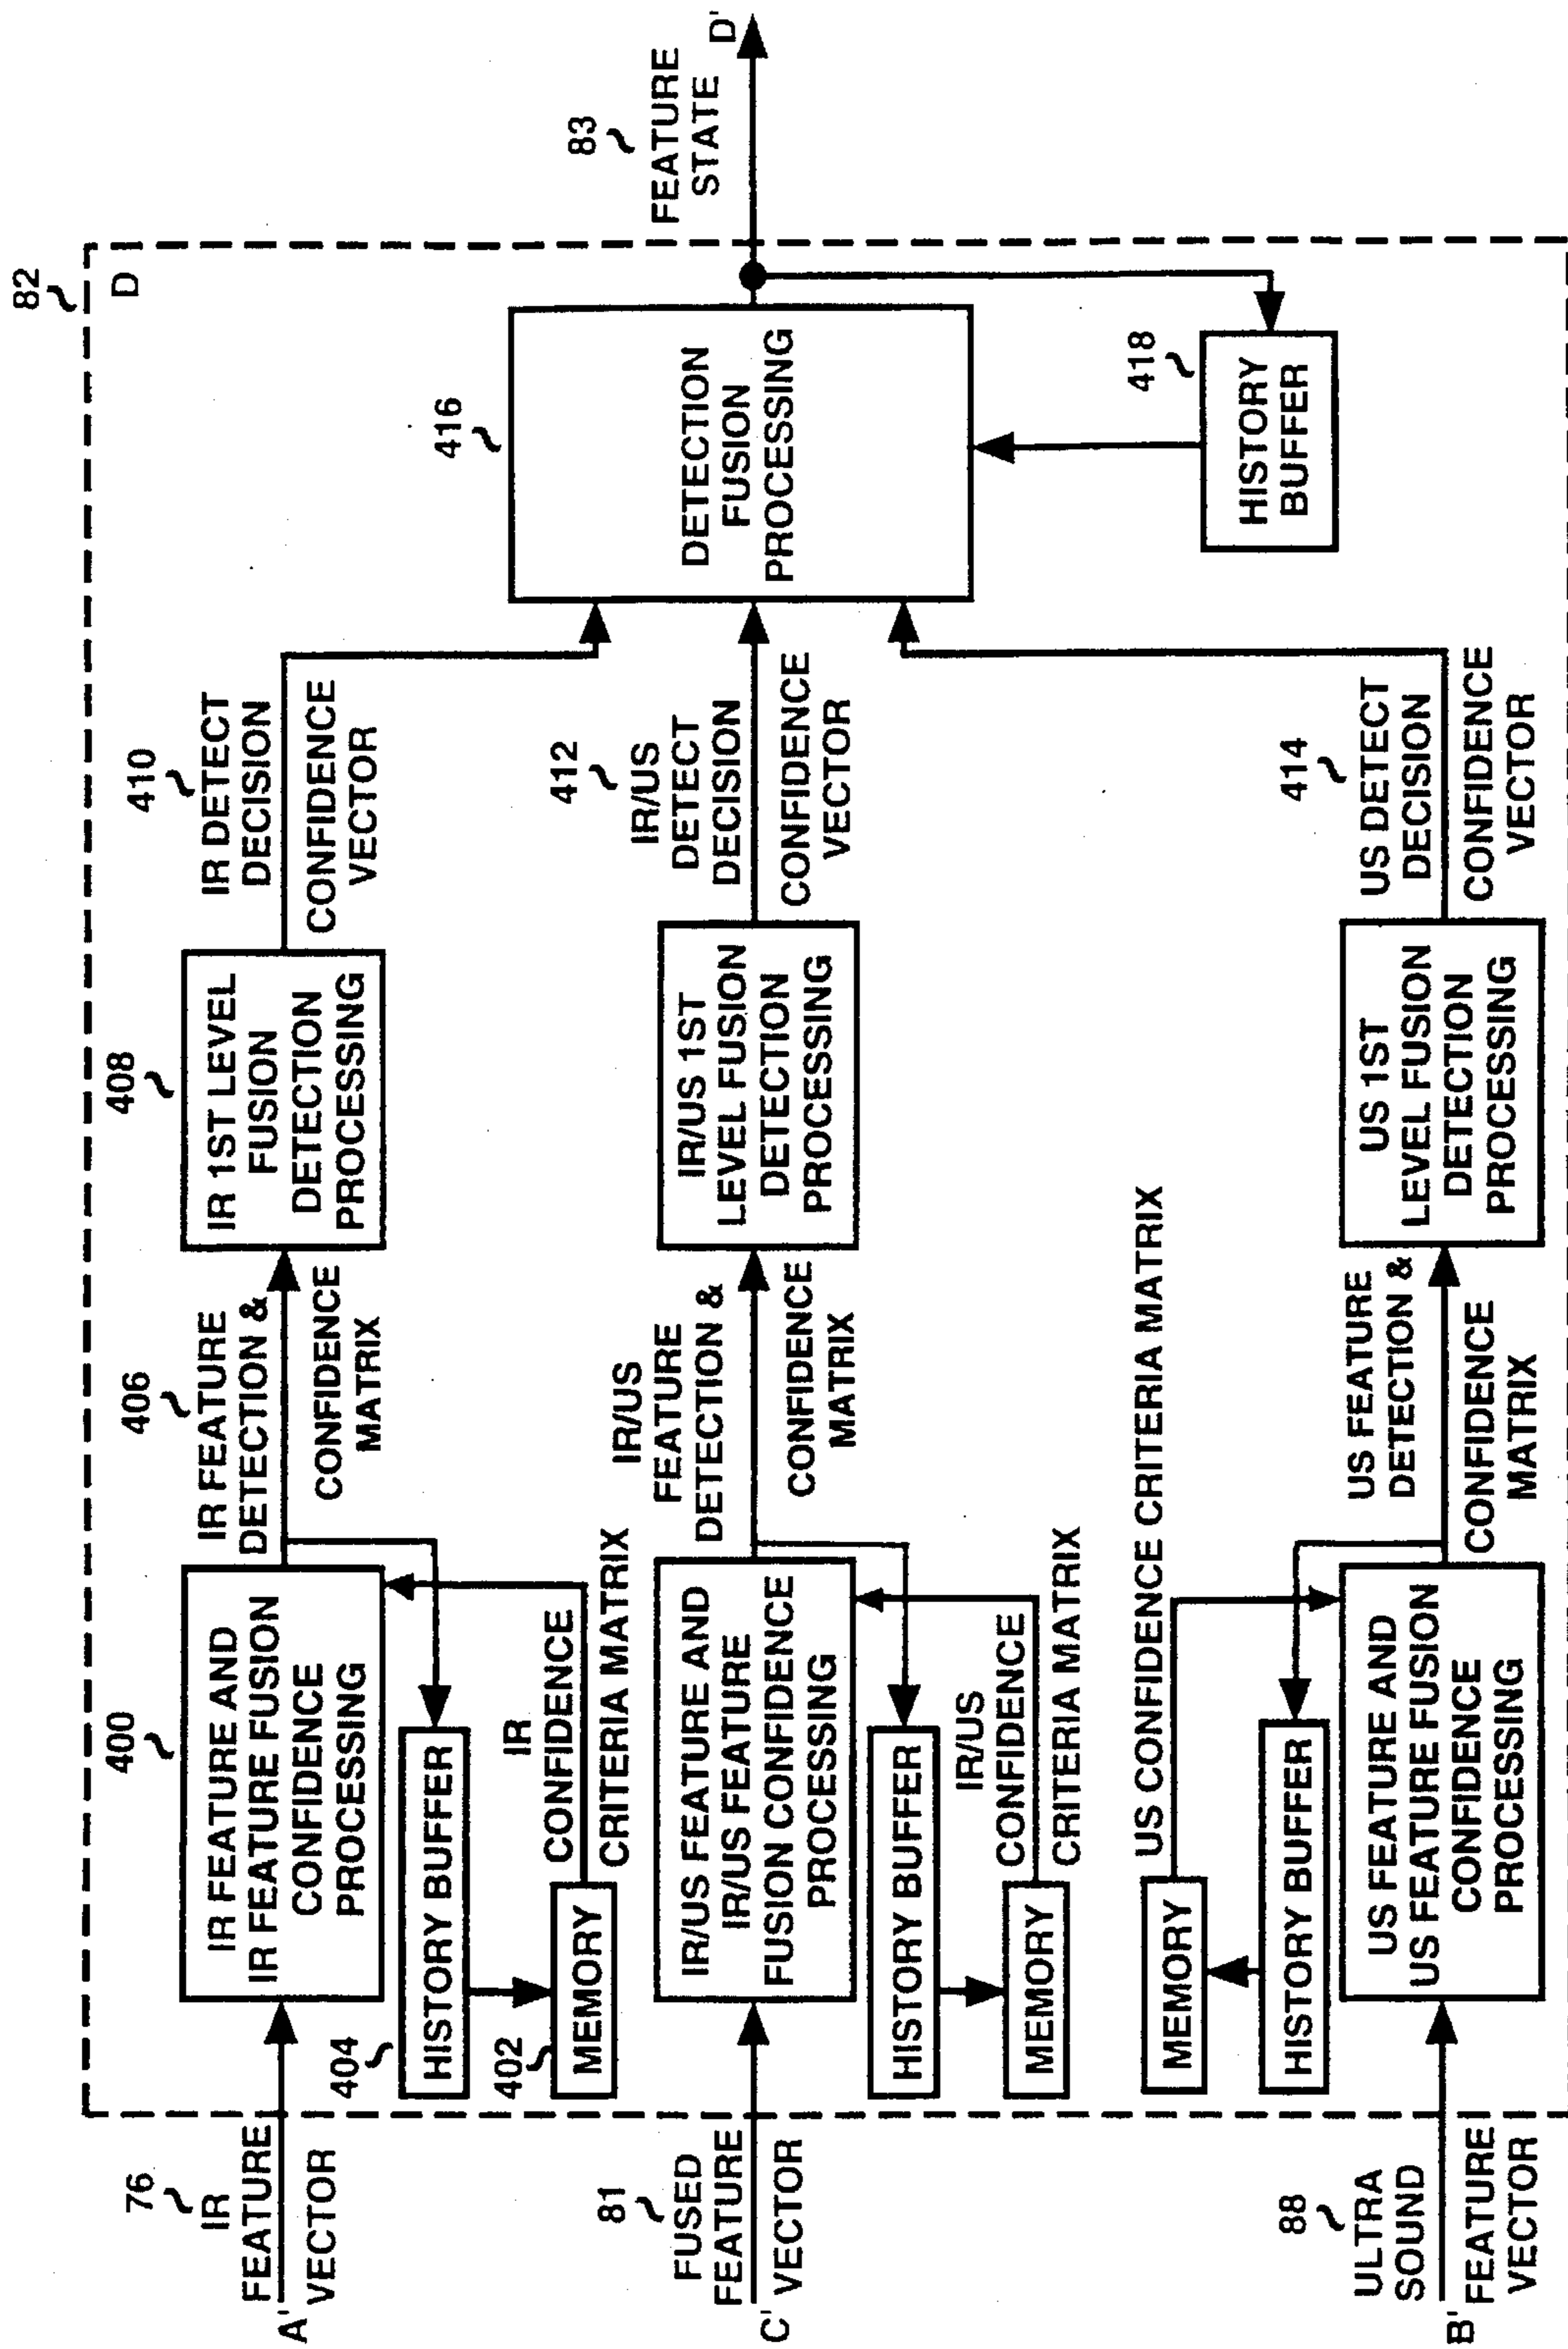 82
D
76
IR
FEATURE
VECTOR
A'
400
IR FEATURE AND
IR FEATURE FUSION
CONFIDENCE
PROCESSING
404
HISTORY BUFFER
402
MEMORY
IR
CONFIDENCE
CRITERIA MATRIX
406
IR FEATURE
DETECTION &
CONFIDENCE
MATRIX
408
IR 1ST LEVEL
FUSION
DETECTION
PROCESSING
410
IR DETECT
DECISION
CONFIDENCE
VECTOR
81
FUSED
FEATURE
VECTOR
C'
IR/US FEATURE AND
IR/US FEATURE
FUSION CONFIDENCE
PROCESSING
HISTORY BUFFER
MEMORY
IR/US
CONFIDENCE
CRITERIA MATRIX
IR/US
FEATURE
DETECTION &
CONFIDENCE
MATRIX
IR/US 1ST
LEVEL FUSION
DETECTION
PROCESSING
412
IR/US
DETECT
DECISION
CONFIDENCE
VECTOR
88
ULTRA
SOUND
FEATURE
VECTOR
B'
MEMORY
US CONFIDENCE CRITERIA MATRIX
HISTORY BUFFER
US FEATURE AND
US FEATURE FUSION
CONFIDENCE
PROCESSING
US FEATURE
DETECTION &
CONFIDENCE
MATRIX
US 1ST
LEVEL FUSION
DETECTION
PROCESSING
414
US DETECT
DECISION
CONFIDENCE
VECTOR
416
DETECTION
FUSION
PROCESSING
418
HISTORY
BUFFER
83
FEATURE
STATE
D'